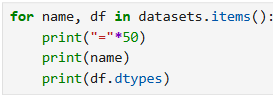 for name, df in datasets.items():
    print("="*50)
    print(name)
    print(df.dtypes)